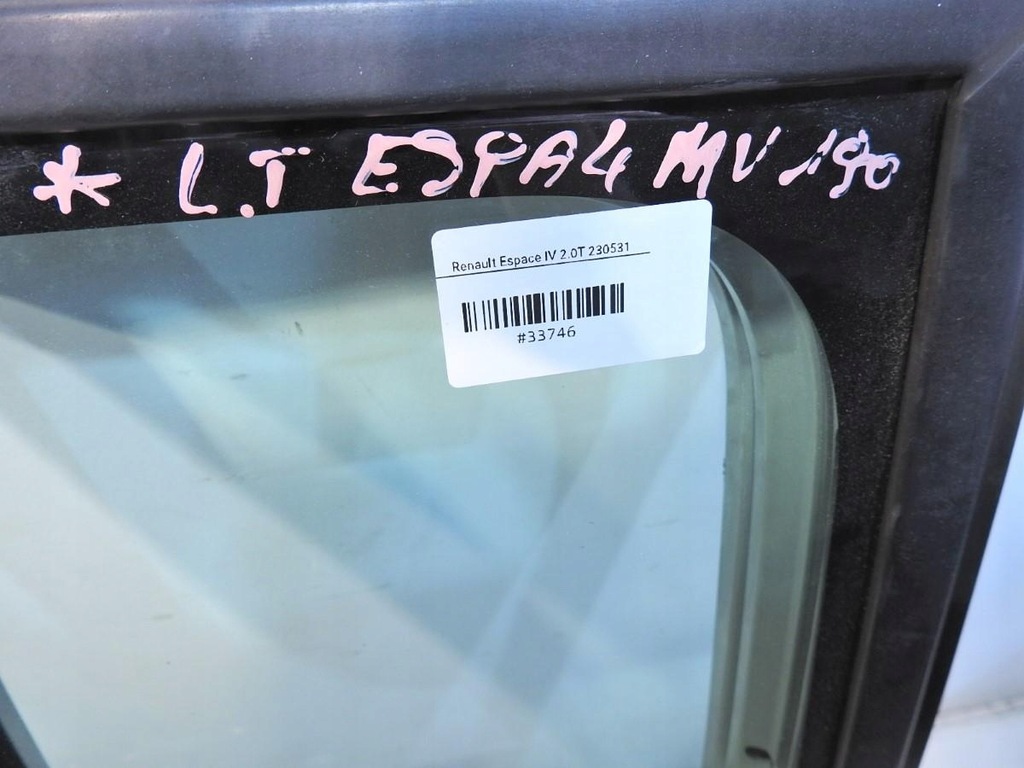 * L.T ESPA4 MV 190
Renault Espace IV 2.0T 230531
#33746